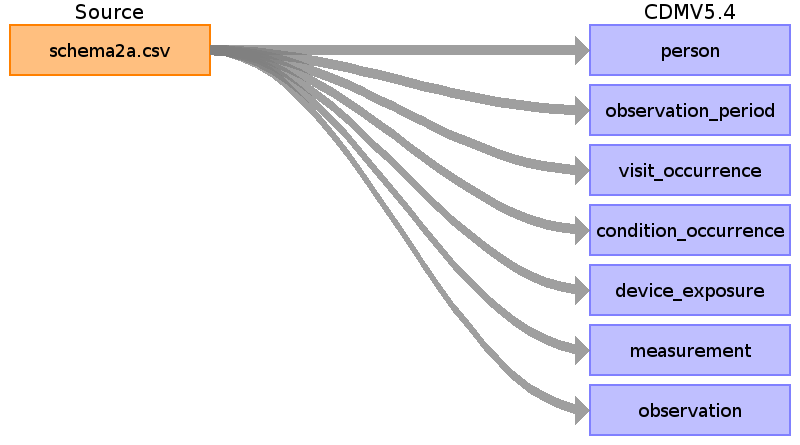 Source
CDMV5.4
schema2a.csv
person
observation_period
visit_occurrence
condition_occurrence
device_exposure
measurement
observation